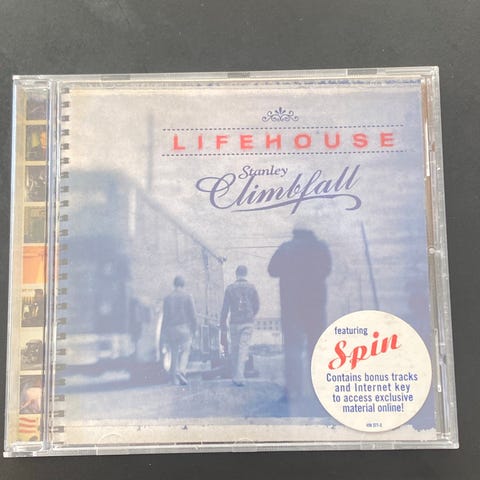 LIFEHOUSE
Stanley
Climbfall
featuring
Spin
Contains bonus tracks
and Internet key
to access exclusive
material online!